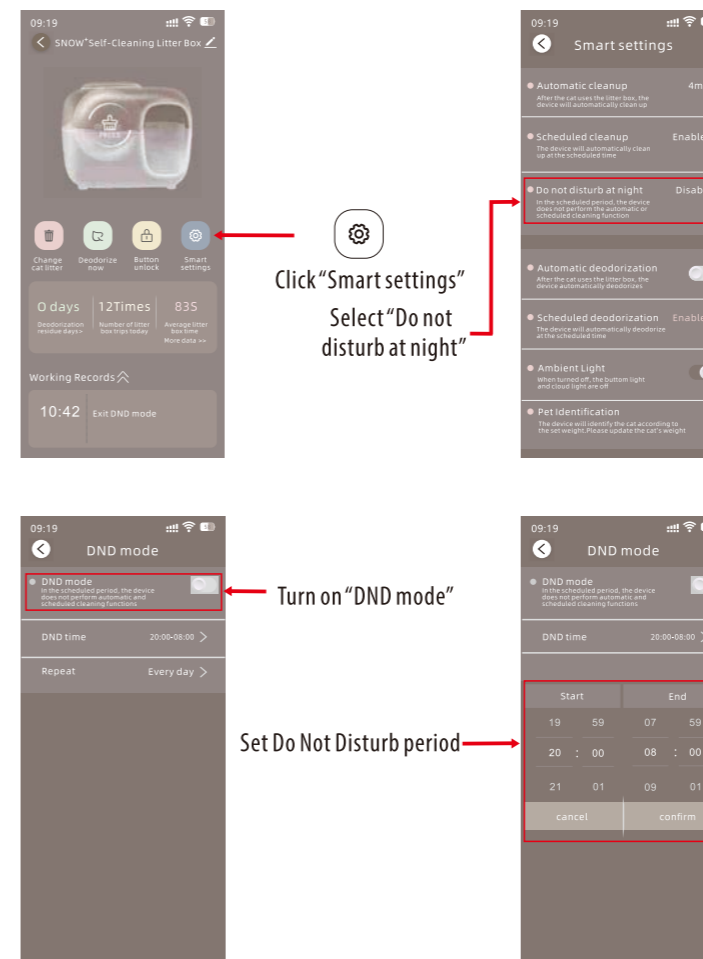 09:19
SNOW⁺Self-Cleaning Litter Box
Change
cat litter
Deodorize
now
Button
unlock
Smart
settings
0 days
Deodorization
residue days>
12Times
Number of litter
box trips today
83S
Average litter
box time
More data >>
Working Records
10:42 Exit DND mode
Click “Smart settings”
Select “Do not
disturb at night”
09:19
Smart settings
Automatic cleanup
After the cat uses the litter box, the
device will automatically clean up
Scheduled cleanup
The device will automatically clean
up at the scheduled time
Do not disturb at night
In the scheduled period, the device
does not perform the automatic or
scheduled cleaning function
Automatic deodorization
After the cat uses the litter box, the
device automatically deodorizes
Scheduled deodorization
The device will automatically deodorize
at the scheduled time
Ambient Light
When turned off, the buttom light
and cloud light are off
Pet Identification
The device will identify the cat according to
the set weight.Please update the cat's weight
09:19
DND mode
DND mode
In the scheduled period, the device
does not perform automatic and
scheduled cleaning functions
DND time 20:00-08:00
Repeat Every day
Turn on “DND mode”
Set Do Not Disturb period
09:19
DND mode
DND mode
In the scheduled period, the device
does not perform automatic and
scheduled cleaning functions
DND time 20:00-08:00
Start End
19 59 07 59
20 : 00 08 : 00
21 01 09 01
cancel confirm